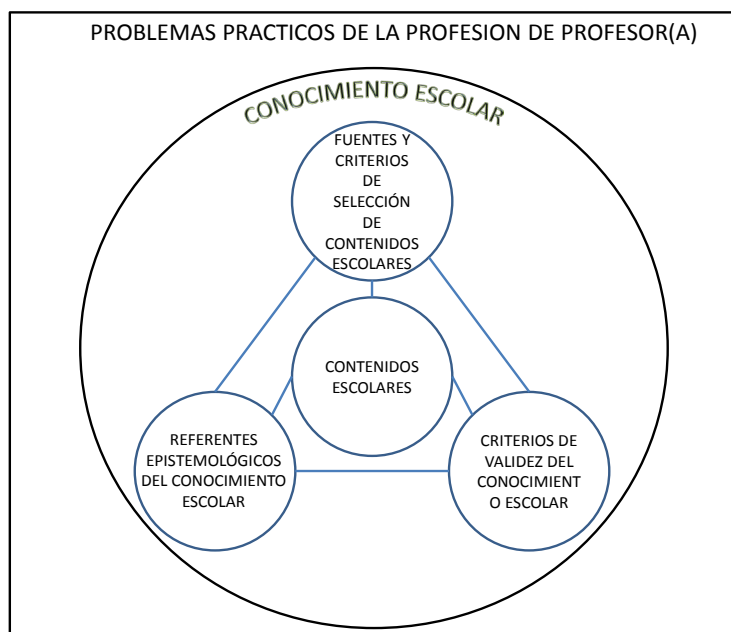 PROBLEMAS PRACTICOS DE LA PROFESION DE PROFESOR(A)
CONOCIMIENTO ESCOLAR
FUENTES Y
CRITERIOS
DE
SELECCIÓN
DE
CONTENIDOS
ESCOLARES
CONTENIDOS
ESCOLARES
REFERENTES
EPISTEMOLÓGICOS
DEL CONOCIMIENTO
ESCOLAR
CRITERIOS DE
VALIDEZ DEL
CONOCIMIENT
O ESCOLAR